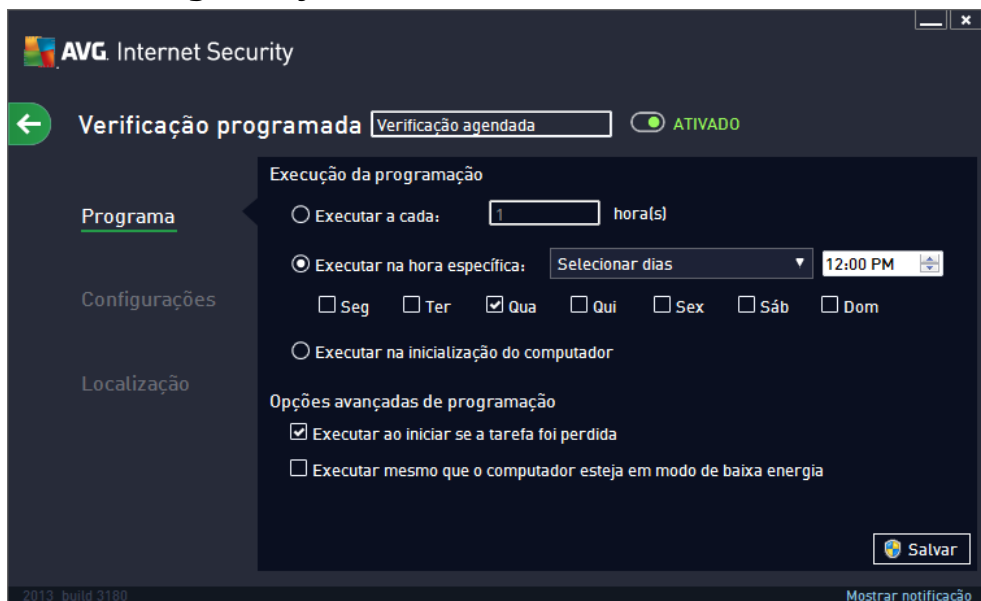 AVG. Internet Security
Verificação programada Verificação agendada ATIVADO
Execução da programação
Programa
Executar a cada: 1 hora(s)
Executar na hora específica: Selecionar dias 12:00 PM
Configurações
Seg Ter Qua Qui Sex Sáb Dom
Executar na inicialização do computador
Localização
Opções avançadas de programação
Executar ao iniciar se a tarefa foi perdida
Executar mesmo que o computador esteja em modo de baixa energia
Salvar
2013 build 3180 Mostrar notificação